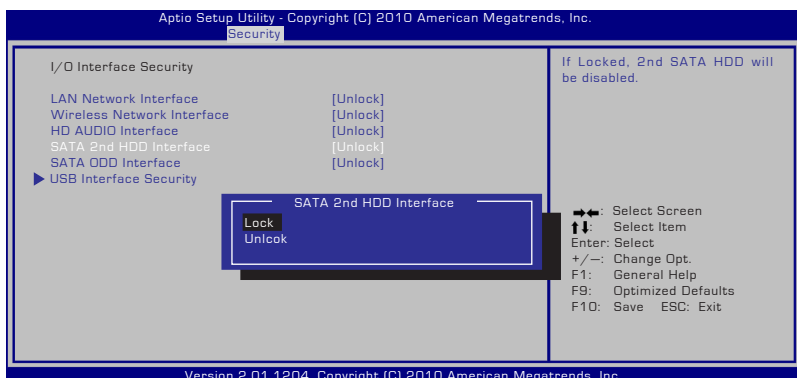 Aptio Setup Utility - Copyright (C) 2010 American Megatrends, Inc.
Security
I/O Interface Security
LAN Network Interface [Unlock]
Wireless Network Interface [Unlock]
HD AUDIO Interface [Unlock]
SATA 2nd HDD Interface [Unlock]
SATA ODD Interface [Unlock]
USB Interface Security
SATA 2nd HDD Interface
Lock
Unlcok
If Locked, 2nd SATA HDD will
be disabled.
→←: Select Screen
↑↓: Select Item
Enter: Select
+/—: Change Opt.
F1: General Help
F9: Optimized Defaults
F10: Save ESC: Exit
Version 2.01.1204. Copyright (C) 2010 American Megatrends, Inc.